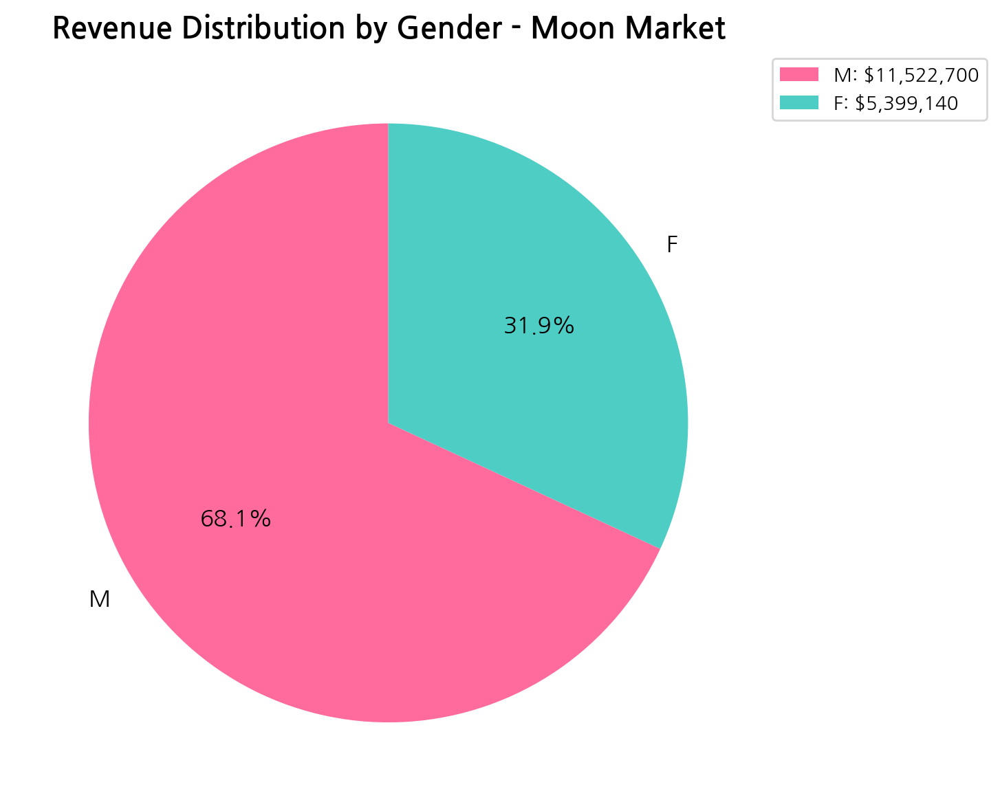 Revenue Distribution by Gender - Moon Market
M: $11,522,700
F: $5,399,140
F
31.9%
68.1%
M